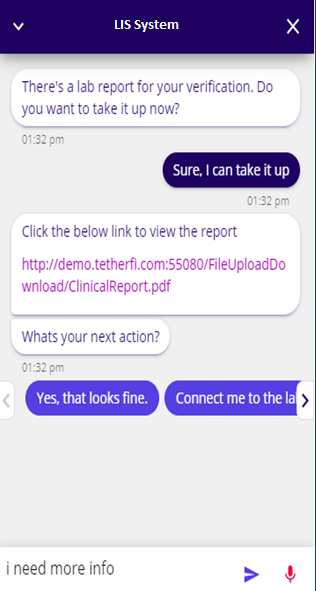 LIS System
There's a lab report for your verification. Do
you want to take it up now?
01:32 pm
Sure, I can take it up
01:32 pm
Click the below link to view the report
http://demo.tetherfi.com:55080/FileUploadDo
wnload/ClinicalReport.pdf
Whats your next action?
01:32 pm
Yes, that looks fine.
Connect me to the la
i need more info